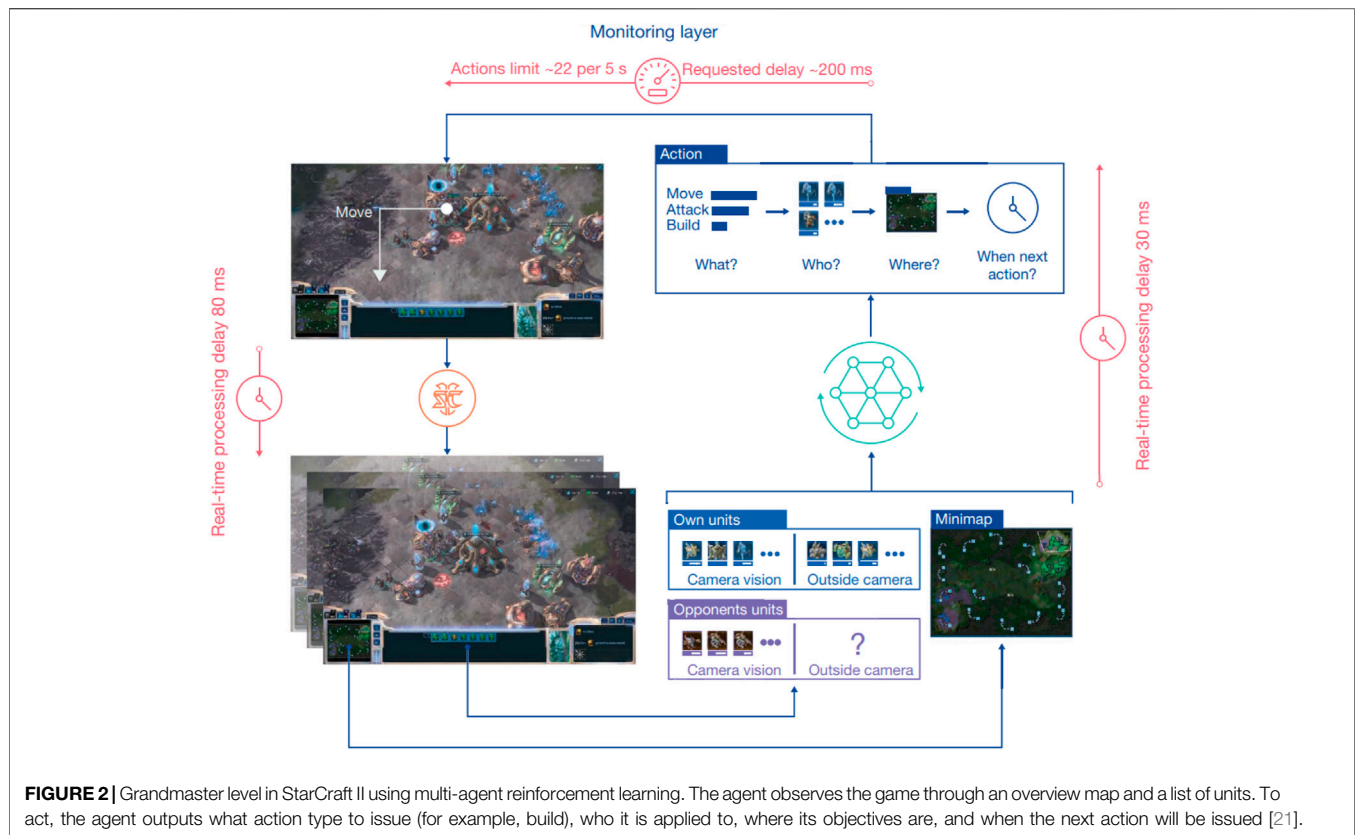 Monitoring layer
Actions limit ~22 per 5 s
Requested delay ~200 ms
Move
Real-time processing delay 80 ms
Action
Move
Attack
Build
What?
Who?
Where?
When next
action?
Real-time processing delay 30 ms
Own units
Camera vision
Outside camera
Opponents units
Camera vision
?
Outside camera
Minimap
FIGURE 2 | Grandmaster level in StarCraft II using multi-agent reinforcement learning. The agent observes the game through an overview map and a list of units. To
act, the agent outputs what action type to issue (for example, build), who it is applied to, where its objectives are, and when the next action will be issued [21].